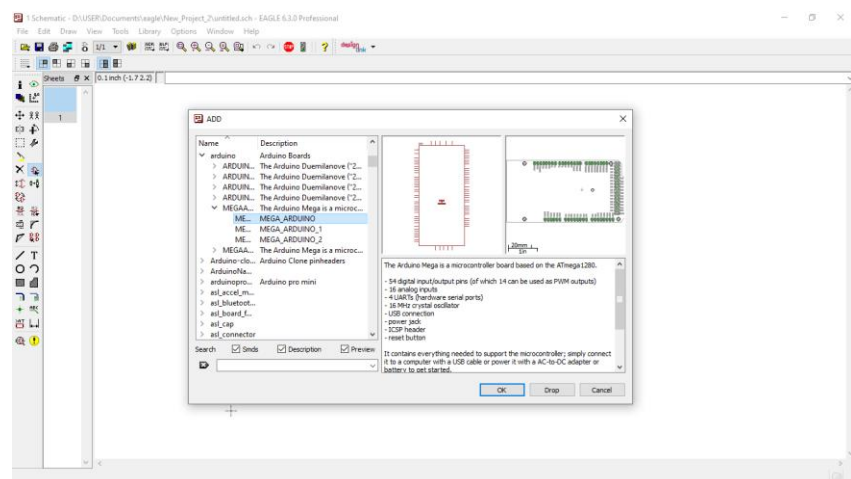 1 Schematic - D:\USER\Documents\eagle\New_Project_2\untitled.sch - EAGLE 6.3.0 Professional
File Edit Draw View Tools Library Options Window Help
1/1
design link
Sheets
0.1 inch (-1.7 2.2)
1
ADD
Name Description
arduino Arduino Boards
ARDUIN... The Arduino Duemilanove ("2...
ARDUIN... The Arduino Duemilanove ("2...
ARDUIN... The Arduino Duemilanove ("2...
ARDUIN... The Arduino Duemilanove ("2...
MEGAA... The Arduino Mega is a microc...
ME... MEGA_ARDUINO
ME... MEGA_ARDUINO_1
ME... MEGA_ARDUINO_2
MEGAA... The Arduino Mega is a microc...
Arduino-clo... Arduino Clone pinheaders
ArduinoNa...
arduinopro... Arduino pro mini
asl_accel_m...
asl_bluetoot...
asl_board_f...
asl_cap
asl_connector
Search Smds Description Preview
20mm
The Arduino Mega is a microcontroller board based on the ATmega1280.
- 54 digital input/output pins (of which 14 can be used as PWM outputs)
- 16 analog inputs
- 4 UARTs (hardware serial ports)
- 16 MHz crystal oscillator
- USB connection
- power jack
- ICSP header
- reset button
It contains everything needed to support the microcontroller; simply connect
it to a computer with a USB cable or power it with a AC-to-DC adapter or
battery to get started.
OK Drop Cancel